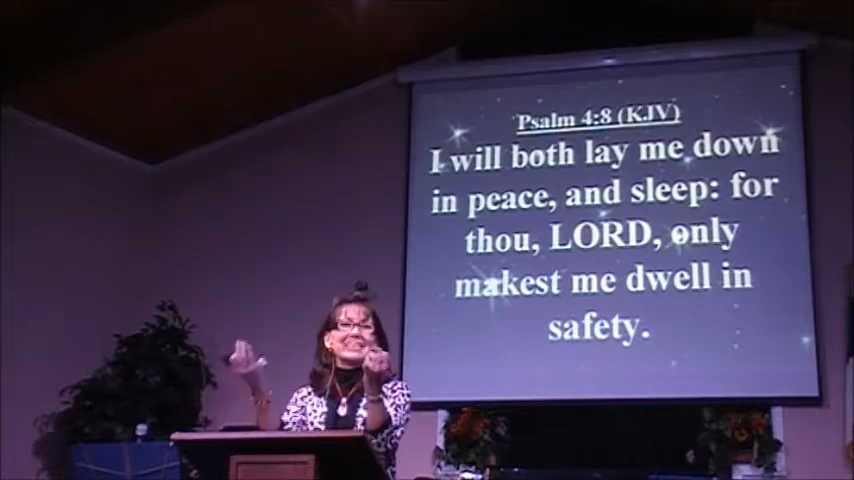 Psalm 4:8 (KJV)
I will both lay me down
in peace, and sleep: for
thou, LORD, only
makest me dwell in
safety.